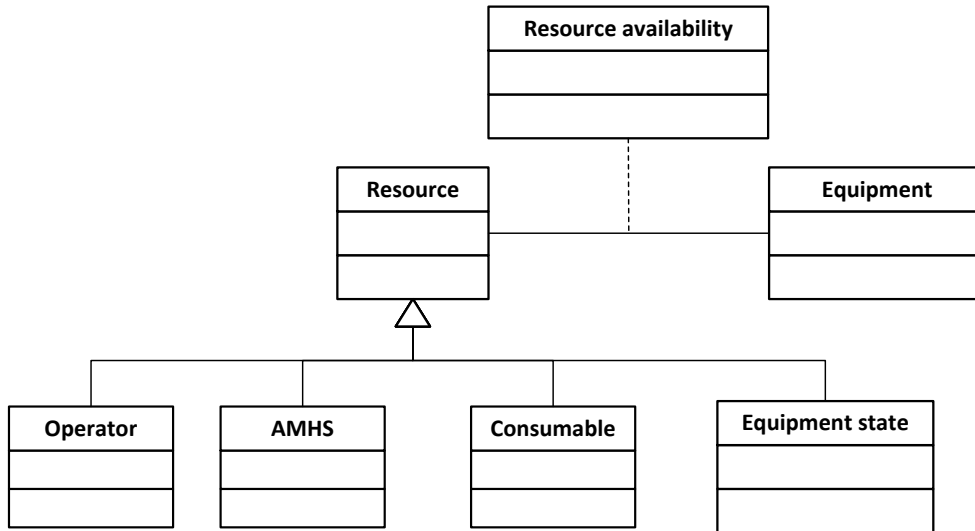 Resource availability
Resource
Equipment
Operator
AMHS
Consumable
Equipment state